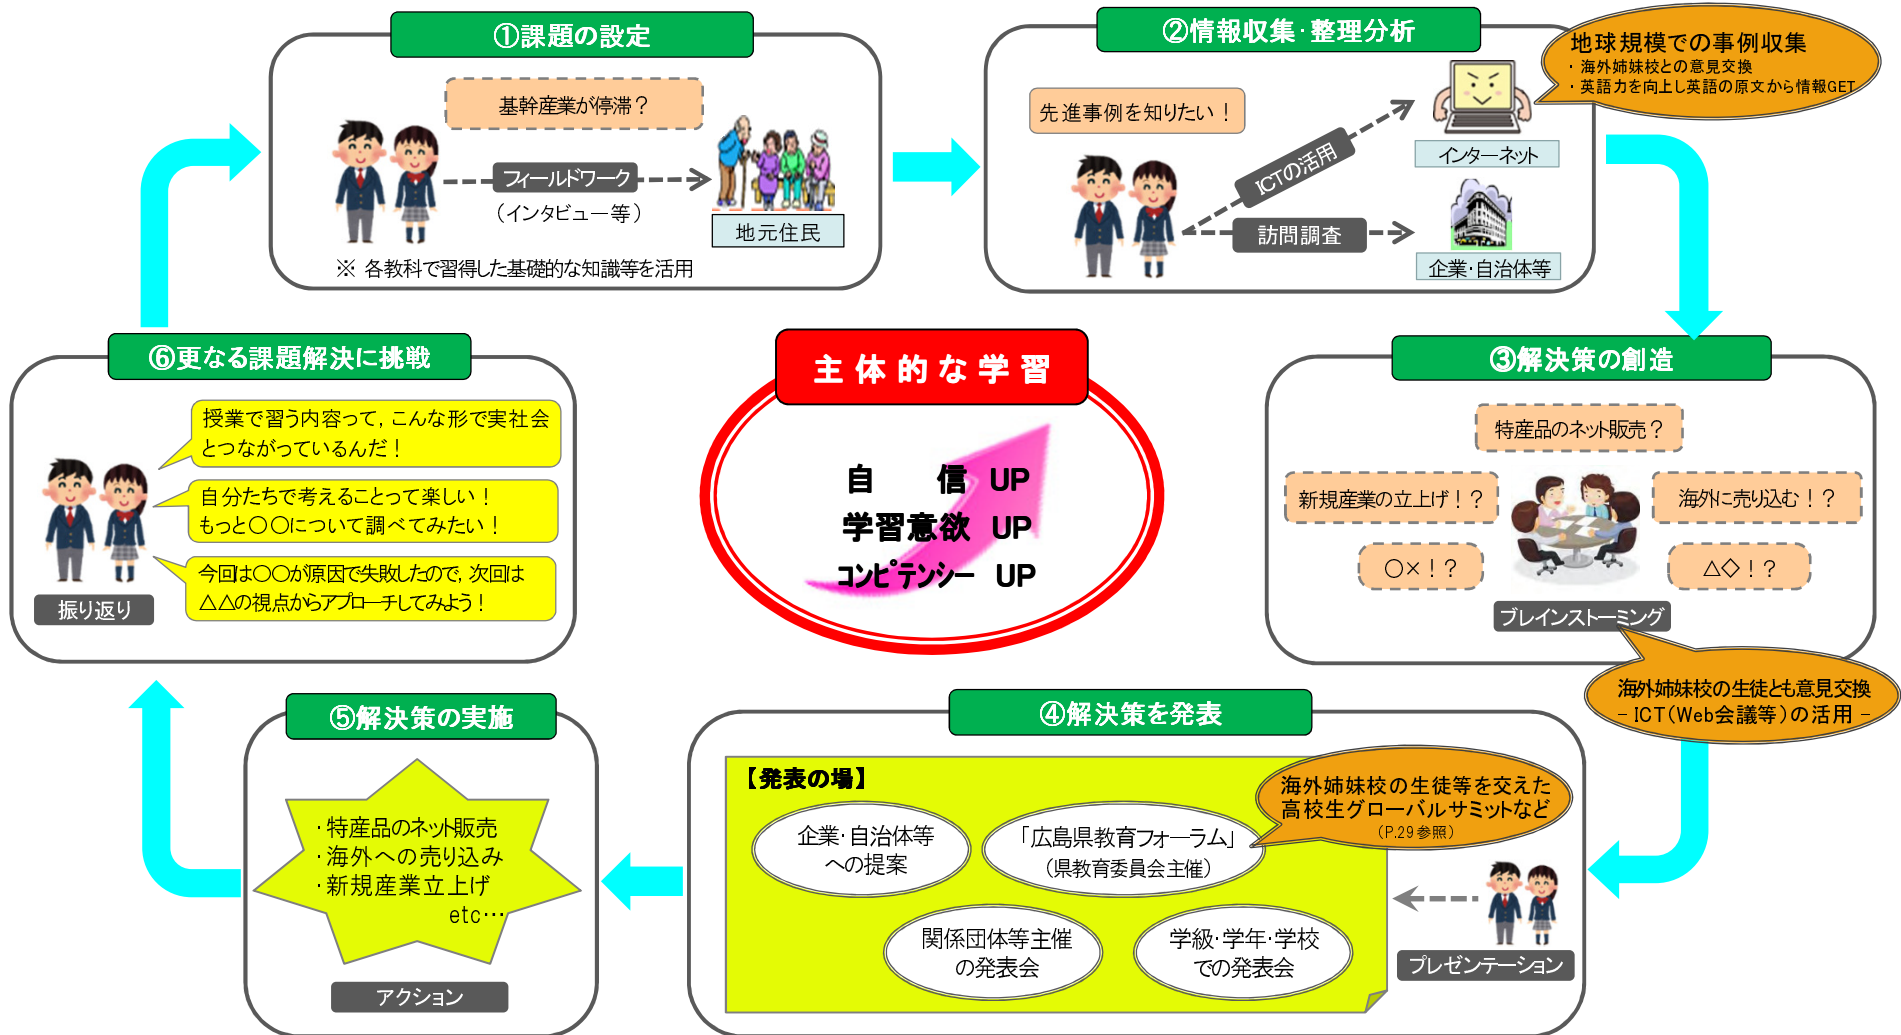 ①課題の設定
基幹産業が停滞？
フィールドワーク
（インタビュー等）
地元住民
※ 各教科で習得した基礎的な知識等を活用
②情報収集・整理分析
先進事例を知りたい！
ICTの活用
訪問調査
インターネット
企業・自治体等
地球規模での事例収集
・海外姉妹校との意見交換
・英語力を向上し英語の原文から情報GET
③解決策の創造
特産品のネット販売？
新規産業の立上げ！？
海外に売り込む！？
○×！？
△◇！？
ブレインストーミング
海外姉妹校の生徒とも意見交換
－ICT（Web会議等）の活用－
④解決策を発表
【発表の場】
企業・自治体等
への提案
「広島県教育フォーラム」
（県教育委員会主催）
海外姉妹校の生徒等を交えた
高校生グローバルサミットなど
（P.29参照）
関係団体等主催
の発表会
学級・学年・学校
での発表会
プレゼンテーション
⑤解決策の実施
・特産品のネット販売
・海外への売り込み
・新規産業立上げ
etc…
アクション
⑥更なる課題解決に挑戦
授業で習う内容って，こんな形で実社会
とつながっているんだ！
自分たちで考えることって楽しい！
もっと○○について調べてみたい！
今回は○○が原因で失敗したので，次回は
△△の視点からアプローチしてみよう！
振り返り
主体的な学習
自　信 UP
学習意欲 UP
コンピテンシー UP